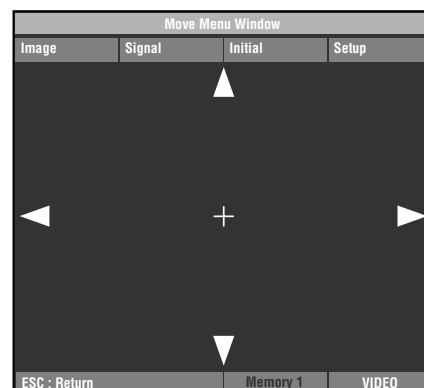 Move Menu Window
Image Signal Initial Setup
ESC : Return Memory 1 VIDEO